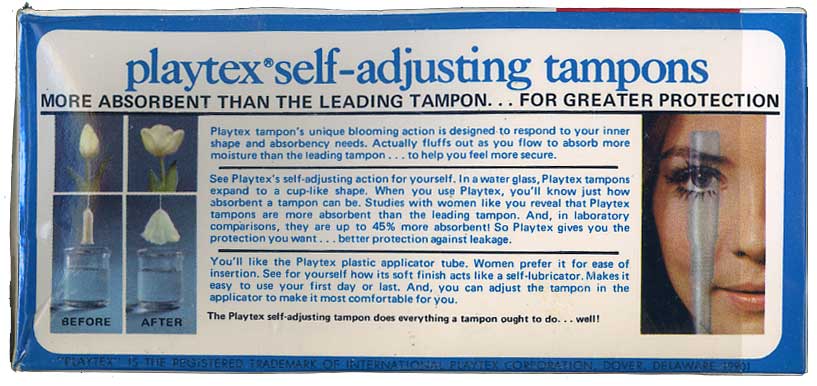 playtex® self-adjusting tampons
MORE ABSORBENT THAN THE LEADING TAMPON... FOR GREATER PROTECTION
Playtex tampon's unique blooming action is designed to respond to your inner
shape and absorbency needs. Actually fluffs out as you flow to absorb more
moisture than the leading tampon... to help you feel more secure.
See Playtex's self-adjusting action for yourself. In a water glass, Playtex tampons
expand to a cup-like shape. When you use Playtex, you'll know just how
absorbent a tampon can be. Studies with women like you reveal that Playtex
tampons are more absorbent than the leading tampon. And, in laboratory
comparisons, they are up to 45% more absorbent! So Playtex gives you the
protection you want... better protection against leakage.
You'll like the Playtex plastic applicator tube. Women prefer it for ease of
insertion. See for yourself how its soft finish acts like a self-lubricator. Makes it
easy to use your first day or last. And, you can adjust the tampon in the
applicator to make it most comfortable for you.
The Playtex self-adjusting tampon does everything a tampon ought to do... well!
BEFORE
AFTER
"PLAYTEX" IS THE REGISTERED TRADEMARK OF INTERNATIONAL PLAYTEX CORPORATION, DOVER, DELAWARE 19901